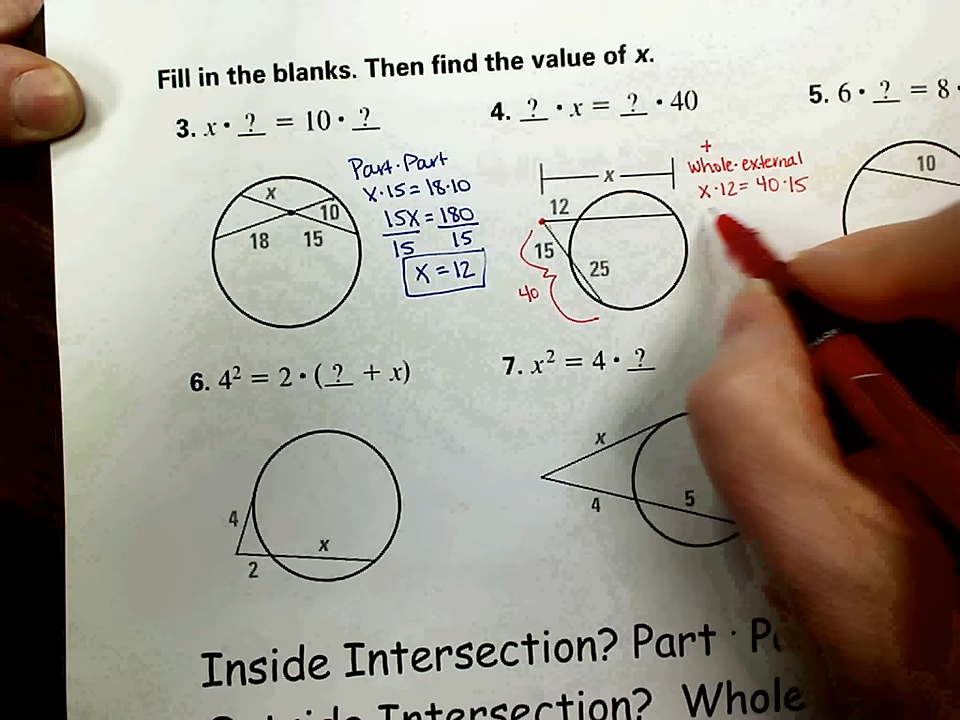 Fill in the blanks. Then find the value of x.
3. x · ? = 10 · ?
4. ? · x = ? · 40
5. 6 · ? = 8 ·
Part·Part
x·15=18·10
15x = 180
15 15
x = 12
x
10
18
15
x
12
15
25
40
+
whole·external
x·12= 40·15
10
6. 4² = 2 · (? + x)
7. x² = 4 · ?
4
x
2
x
4
5
Inside Intersection? Part ·
Outside Intersection? Whole